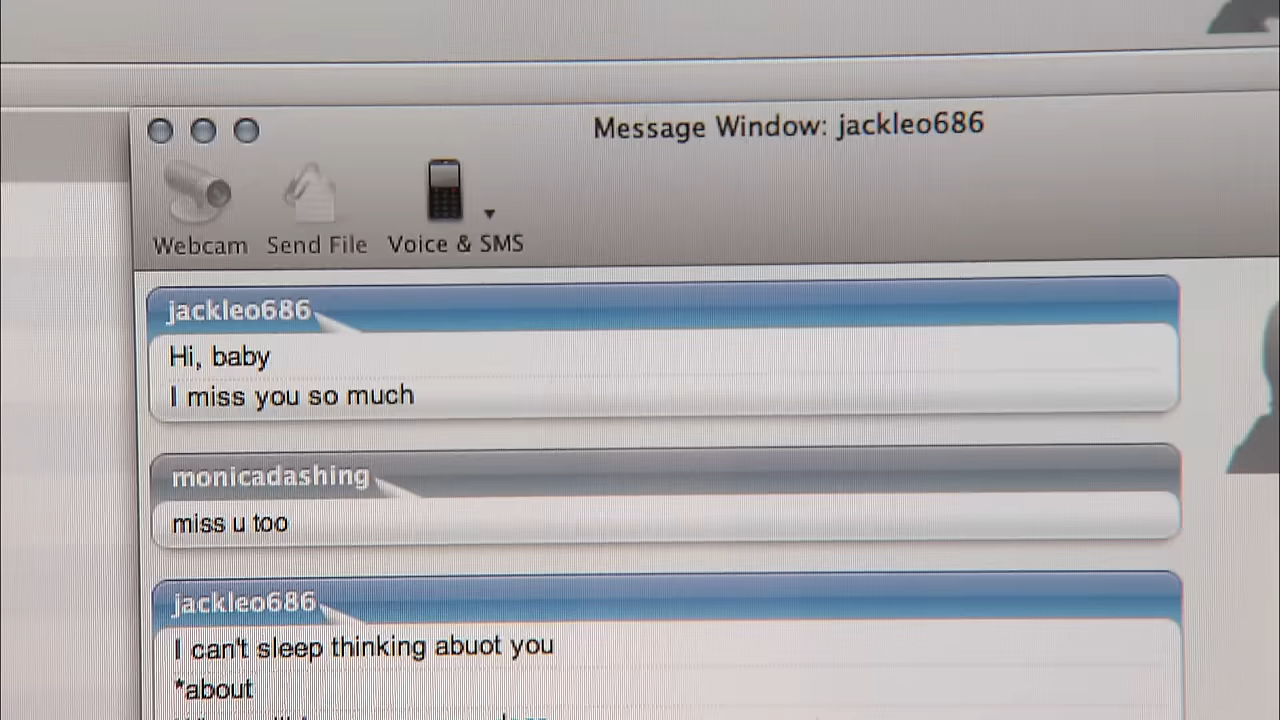 Message Window: jackleo686
Webcam Send File Voice & SMS
jackleo686
Hi, baby
I miss you so much
monicadashing
miss u too
jackleo686
I can't sleep thinking abuot you
*about